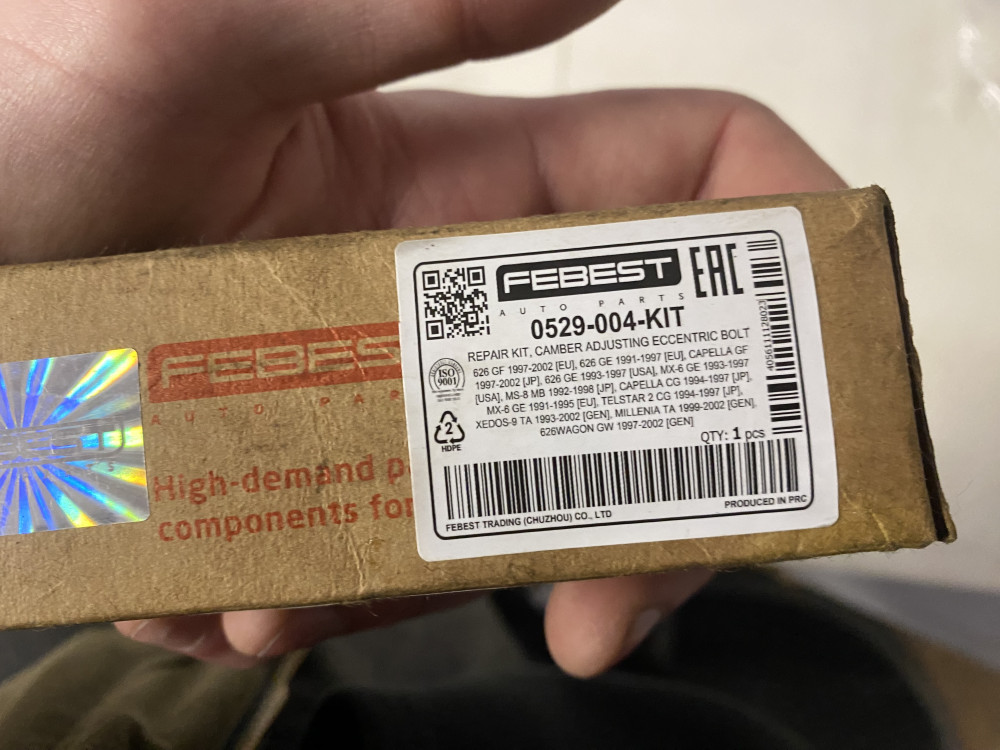 FEBEST
AUTO PARTS
EAC
0529-004-KIT
REPAIR KIT, CAMBER ADJUSTING ECCENTRIC BOLT
626 GF 1997-2002 [EU], 626 GE 1991-1997 [EU], CAPELLA GF
1997-2002 [JP], 626 GE 1993-1997 [USA], MX-6 GE 1993-1997
[USA], MS-8 MB 1992-1998 [JP], CAPELLA CG 1994-1997 [JP],
MX-6 GE 1991-1995 [EU], TELSTAR 2 CG 1994-1997 [JP],
XEDOS-9 TA 1993-2002 [GEN], MILLENIA TA 1999-2002 [GEN],
626WAGON GW 1997-2002 [GEN]
ISO
9001
2
HDPE
QTY: 1 pcs
4056111128023
FEBEST TRADING (CHUZHOU) CO., LTD
PRODUCED IN PRC
FEBES
AUTO PAR
High-demand p
components for